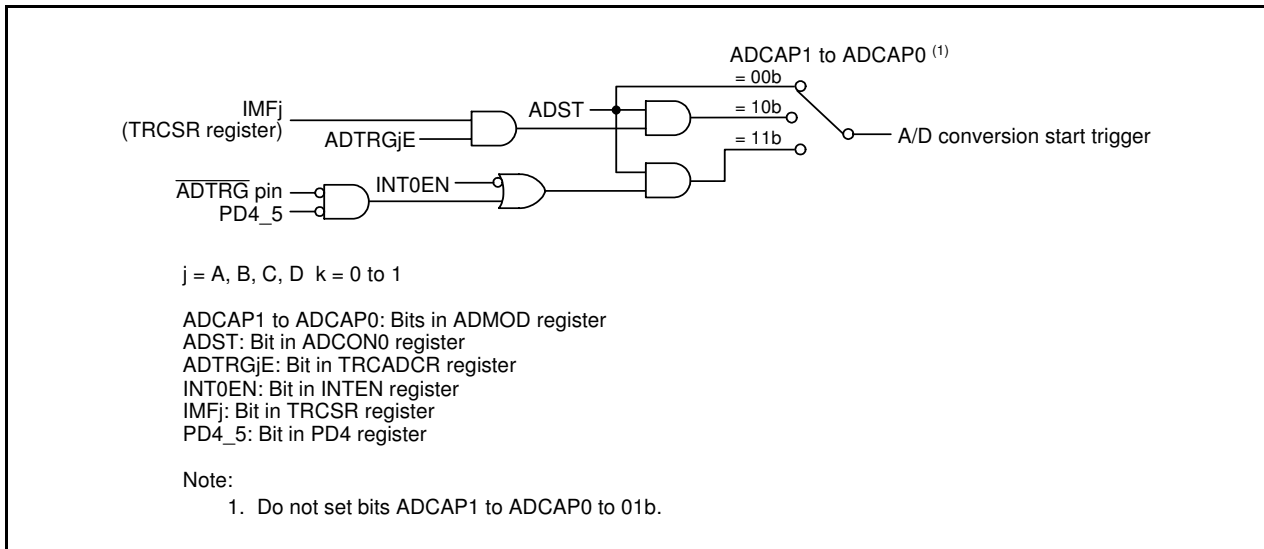 ADCAP1 to ADCAP0 (1)
= 00b
IMFj
(TRCSR register)
ADST
= 10b
ADTRGjE
= 11b
A/D conversion start trigger
ADTRG pin
INT0EN
PD4_5
j = A, B, C, D k = 0 to 1
ADCAP1 to ADCAP0: Bits in ADMOD register
ADST: Bit in ADCON0 register
ADTRGjE: Bit in TRCADCR register
INT0EN: Bit in INTEN register
IMFj: Bit in TRCSR register
PD4_5: Bit in PD4 register
Note:
1. Do not set bits ADCAP1 to ADCAP0 to 01b.